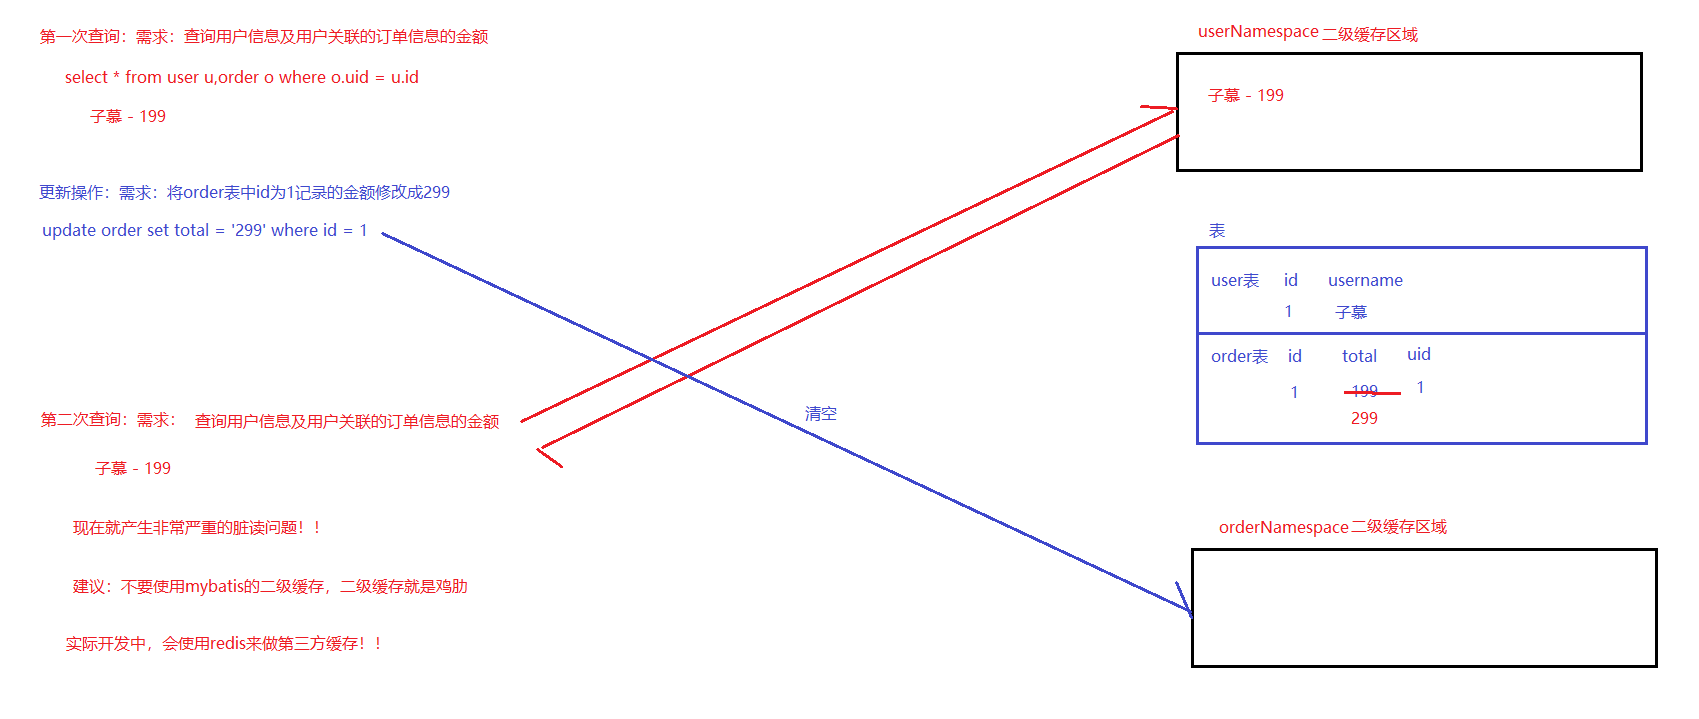 第一次查询：需求：查询用户信息及用户关联的订单信息的金额
select * from user u,order o where o.uid = u.id
子慕 - 199
更新操作：需求：将order表中id为1记录的金额修改成299
update order set total = '299' where id = 1
第二次查询：需求： 查询用户信息及用户关联的订单信息的金额
子慕 - 199
现在就产生非常严重的脏读问题！！
建议：不要使用mybatis的二级缓存，二级缓存就是鸡肋
实际开发中，会使用redis来做第三方缓存！！
清空
userNamespace 二级缓存区域
子慕 - 199
表
user表 id username
1 子慕
order表 id total uid
1 199 1
299
orderNamespace 二级缓存区域